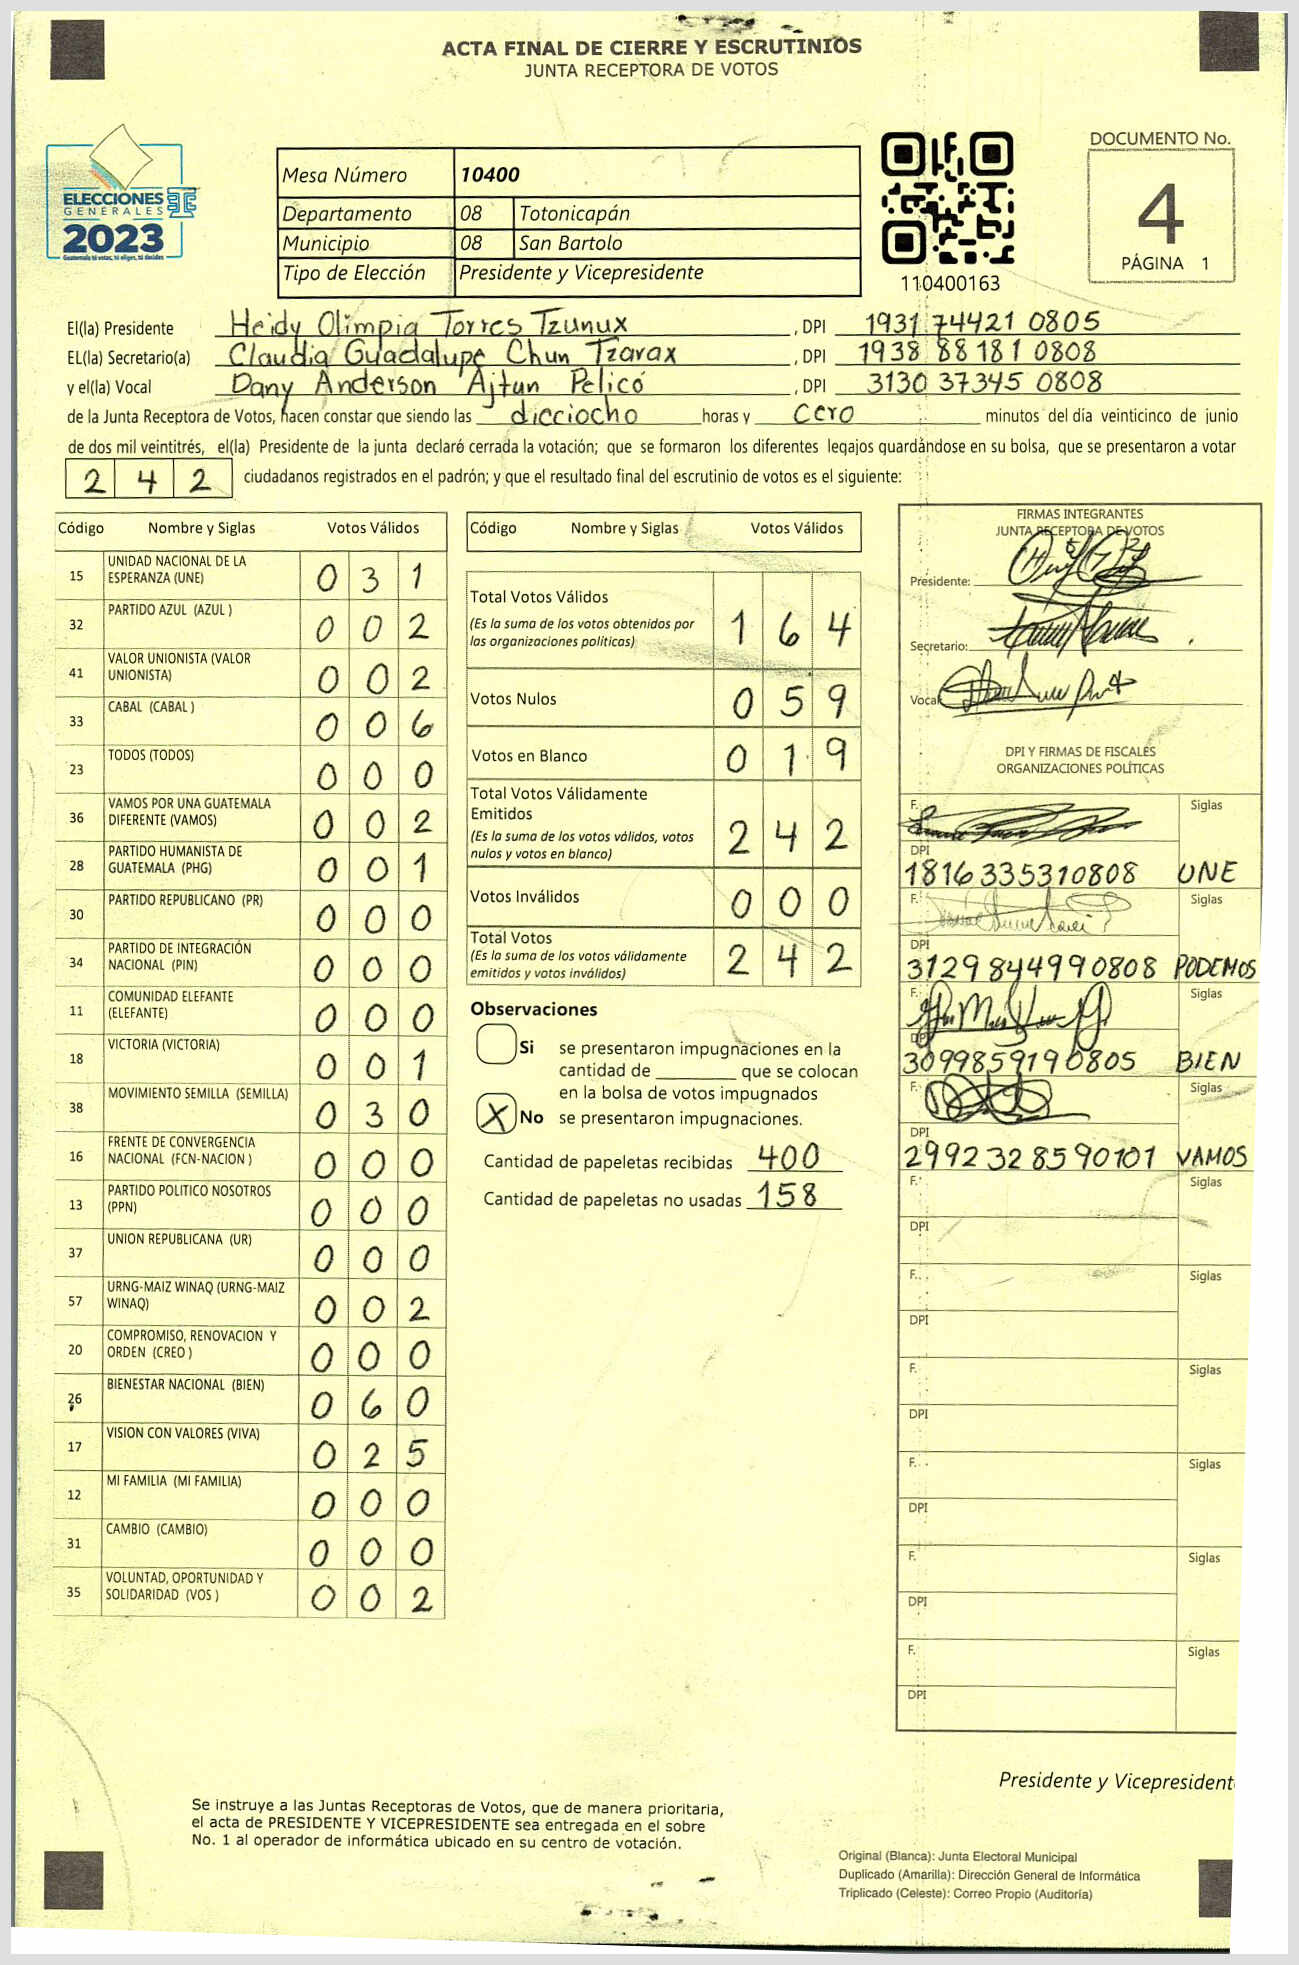 ACTA FINAL DE CIERRE Y ESCRUTINIOS
JUNTA RECEPTORA DE VOTOS
ELECCIONES
GENERALES
2023
Guatemala tú votas, tú eliges, tú decides
Mesa Número 10400
Departamento 08 Totonicapán
Municipio 08 San Bartolo
Tipo de Elección Presidente y Vicepresidente
110400163
DOCUMENTO No.
4
PÁGINA 1
El(la) Presidente Heidy Olimpia Torres Tzunux , DPI 1931 74421 0805
EL(la) Secretario(a) Claudia Guadalupe Chun Tzarax , DPI 1938 88181 0808
y el(la) Vocal Dany Anderson Ajtun Pelicó , DPI 3130 37345 0808
de la Junta Receptora de Votos, hacen constar que siendo las dieciocho horas y cero minutos del día veinticinco de junio
de dos mil veintitrés, el(la) Presidente de la junta declaró cerrada la votación; que se formaron los diferentes legajos guardándose en su bolsa, que se presentaron a votar
2 4 2 ciudadanos registrados en el padrón; y que el resultado final del escrutinio de votos es el siguiente:
Código Nombre y Siglas Votos Válidos
15 UNIDAD NACIONAL DE LA ESPERANZA (UNE) 0 3 1
32 PARTIDO AZUL (AZUL ) 0 0 2
41 VALOR UNIONISTA (VALOR UNIONISTA) 0 0 2
33 CABAL (CABAL ) 0 0 6
23 TODOS (TODOS) 0 0 0
36 VAMOS POR UNA GUATEMALA DIFERENTE (VAMOS) 0 0 2
28 PARTIDO HUMANISTA DE GUATEMALA (PHG) 0 0 1
30 PARTIDO REPUBLICANO (PR) 0 0 0
34 PARTIDO DE INTEGRACIÓN NACIONAL (PIN) 0 0 0
11 COMUNIDAD ELEFANTE (ELEFANTE) 0 0 0
18 VICTORIA (VICTORIA) 0 0 1
38 MOVIMIENTO SEMILLA (SEMILLA) 0 3 0
16 FRENTE DE CONVERGENCIA NACIONAL (FCN-NACION ) 0 0 0
13 PARTIDO POLITICO NOSOTROS (PPN) 0 0 0
37 UNION REPUBLICANA (UR) 0 0 0
57 URNG-MAIZ WINAQ (URNG-MAIZ WINAQ) 0 0 2
20 COMPROMISO, RENOVACION Y ORDEN (CREO ) 0 0 0
26 BIENESTAR NACIONAL (BIEN) 0 6 0
17 VISION CON VALORES (VIVA) 0 2 5
12 MI FAMILIA (MI FAMILIA) 0 0 0
31 CAMBIO (CAMBIO) 0 0 0
35 VOLUNTAD, OPORTUNIDAD Y SOLIDARIDAD (VOS ) 0 0 2
Código Nombre y Siglas Votos Válidos
Total Votos Válidos 1 6 4
(Es la suma de los votos obtenidos por
las organizaciones políticas)
Votos Nulos 0 5 9
Votos en Blanco 0 1 9
Total Votos Válidamente
Emitidos 2 4 2
(Es la suma de los votos válidos, votos
nulos y votos en blanco)
Votos Inválidos 0 0 0
Total Votos 2 4 2
(Es la suma de los votos válidamente
emitidos y votos inválidos)
Observaciones
Si se presentaron impugnaciones en la
cantidad de ________ que se colocan
en la bolsa de votos impugnados
X No se presentaron impugnaciones.
Cantidad de papeletas recibidas 400
Cantidad de papeletas no usadas 158
FIRMAS INTEGRANTES
JUNTA RECEPTORA DE VOTOS
Presidente:
Secretario:
Vocal
DPI Y FIRMAS DE FISCALES
ORGANIZACIONES POLÍTICAS
F. Siglas
DPI
1816335310808 UNE
F. Siglas
DPI
3129844990808 PODEMOS
F. Siglas
DPI
3099859190805 BIEN
F. Siglas
DPI
2992328590101 VAMOS
F. Siglas
DPI
F. Siglas
DPI
F. Siglas
DPI
F. Siglas
DPI
F. Siglas
DPI
F. Siglas
DPI
Presidente y Vicepresident
Se instruye a las Juntas Receptoras de Votos, que de manera prioritaria,
el acta de PRESIDENTE Y VICEPRESIDENTE sea entregada en el sobre
No. 1 al operador de informática ubicado en su centro de votación.
Original (Blanca): Junta Electoral Municipal
Duplicado (Amarilla): Dirección General de Informática
Triplicado (Celeste): Correo Propio (Auditoría)